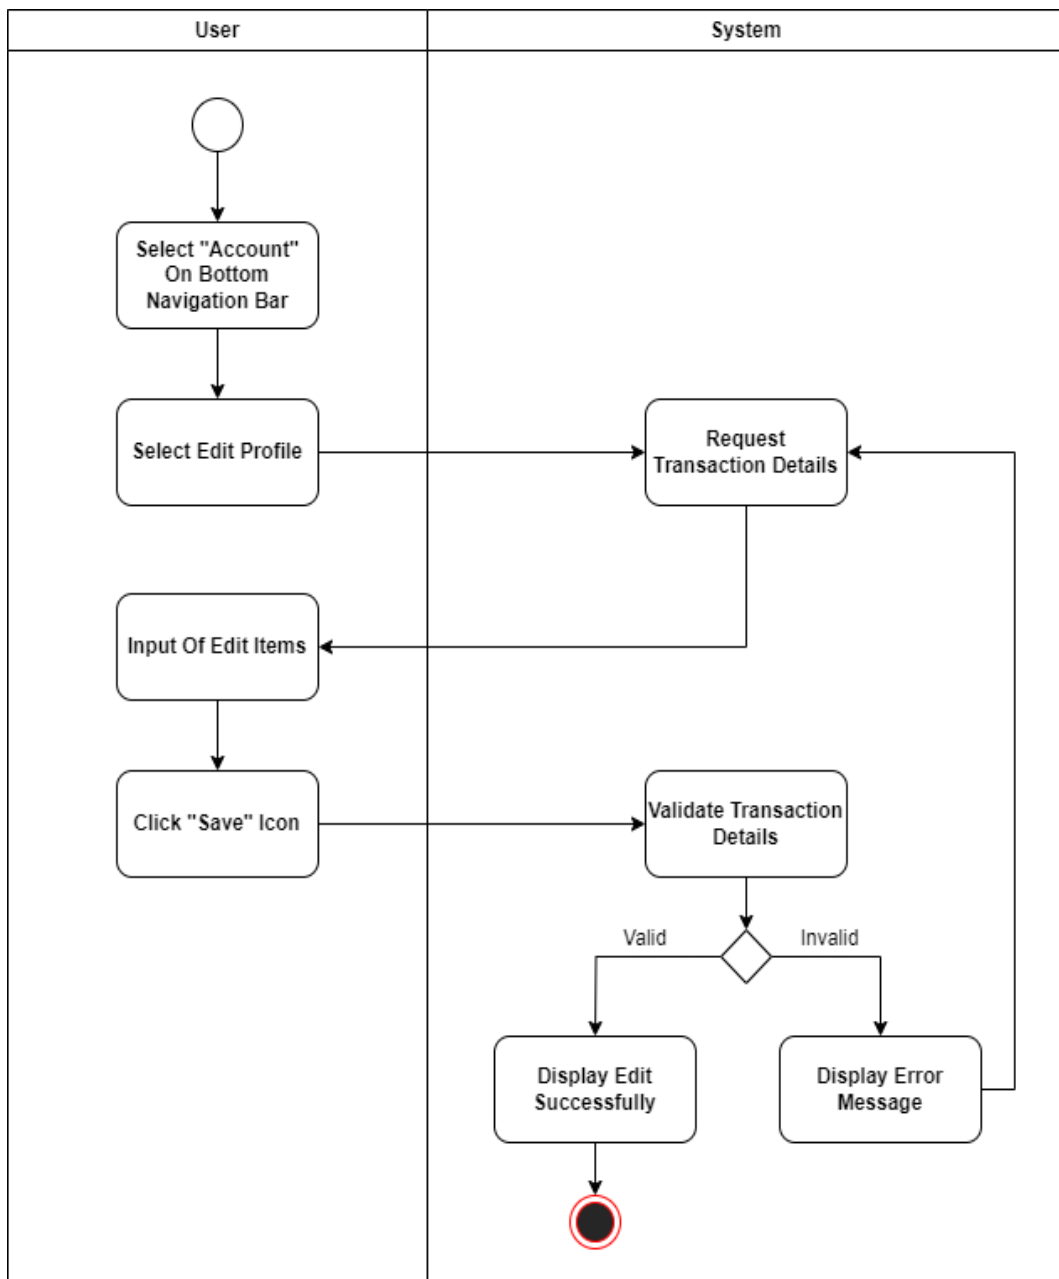 User
System
Select "Account"
On Bottom
Navigation Bar
Select Edit Profile
Request
Transaction Details
Input Of Edit Items
Click "Save" Icon
Validate Transaction
Details
Valid
Invalid
Display Edit
Successfully
Display Error
Message